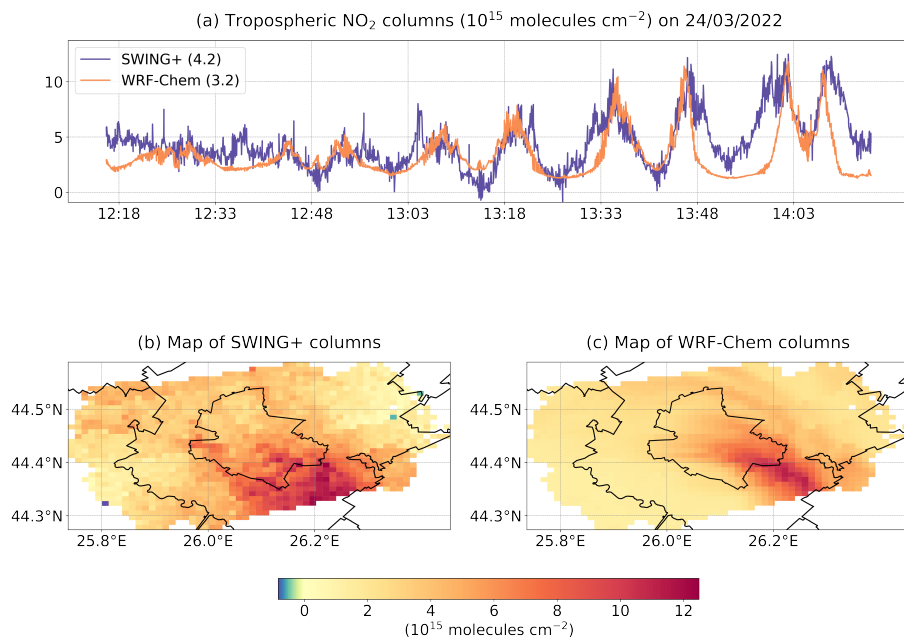 (a) Tropospheric NO₂ columns (10¹⁵ molecules cm⁻²) on 24/03/2022
SWING+ (4.2)
WRF-Chem (3.2)
10
5
0
12:18 12:33 12:48 13:03 13:18 13:33 13:48 14:03
(b) Map of SWING+ columns
(c) Map of WRF-Chem columns
44.5°N 44.5°N
44.4°N 44.4°N
44.3°N 44.3°N
25.8°E 26.0°E 26.2°E 25.8°E 26.0°E 26.2°E
0 2 4 6 8 10 12
(10¹⁵ molecules cm⁻²)